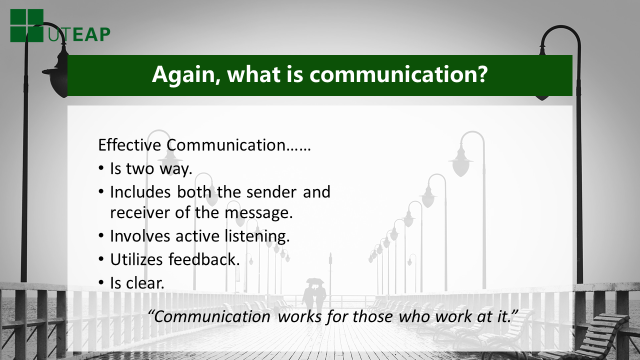 UTEAP
Again, what is communication?
Effective Communication……
• Is two way.
• Includes both the sender and
receiver of the message.
• Involves active listening.
• Utilizes feedback.
• Is clear.
“Communication works for those who work at it.”